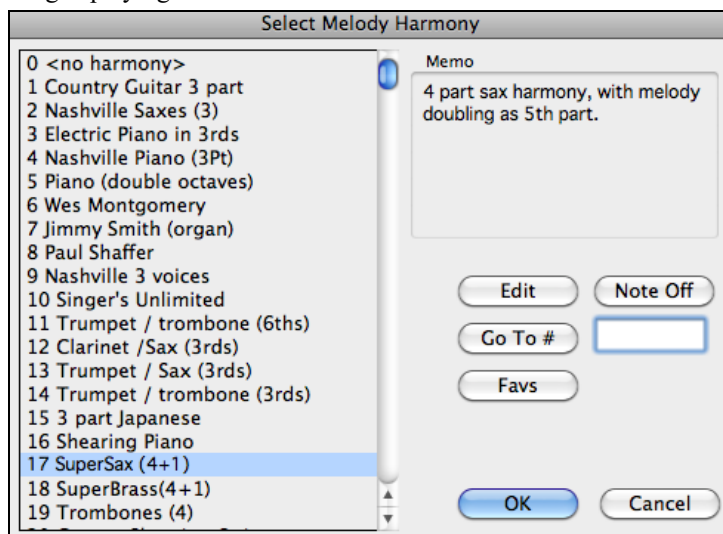 Select Melody Harmony
0 <no harmony>
1 Country Guitar 3 part
2 Nashville Saxes (3)
3 Electric Piano in 3rds
4 Nashville Piano (3Pt)
5 Piano (double octaves)
6 Wes Montgomery
7 Jimmy Smith (organ)
8 Paul Shaffer
9 Nashville 3 voices
10 Singer's Unlimited
11 Trumpet / trombone (6ths)
12 Clarinet /Sax (3rds)
13 Trumpet / Sax (3rds)
14 Trumpet / trombone (3rds)
15 3 part Japanese
16 Shearing Piano
17 SuperSax (4+1)
18 SuperBrass(4+1)
19 Trombones (4)
Memo
4 part sax harmony, with melody
doubling as 5th part.
Edit
Note Off
Go To #
Favs
OK
Cancel